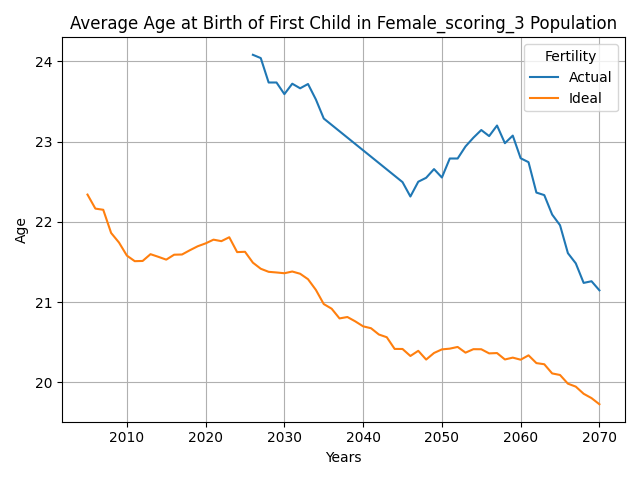 Average Age at Birth of First Child in Female_scoring_3 Population
Fertility
Actual
Ideal
Age
24
23
22
21
20
2010 2020 2030 2040 2050 2060 2070
Years